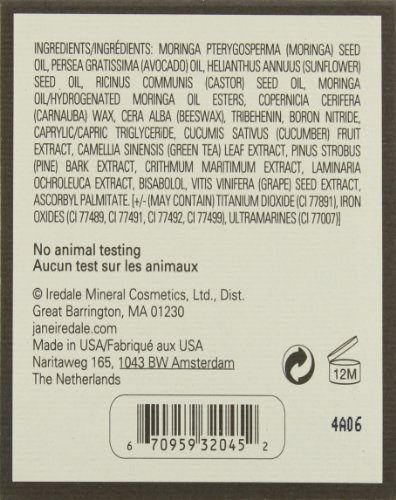 INGREDIENTS/INGRÉDIENTS: MORINGA PTERYGOSPERMA (MORINGA) SEED
OIL, PERSEA GRATISSIMA (AVOCADO) OIL, HELIANTHUS ANNUUS (SUNFLOWER)
SEED OIL, RICINUS COMMUNIS (CASTOR) SEED OIL, MORINGA
OIL/HYDROGENATED MORINGA OIL ESTERS, COPERNICIA CERIFERA
(CARNAUBA) WAX, CERA ALBA (BEESWAX), TRIBEHENIN, BORON NITRIDE,
CAPRYLIC/CAPRIC TRIGLYCERIDE, CUCUMIS SATIVUS (CUCUMBER) FRUIT
EXTRACT, CAMELLIA SINENSIS (GREEN TEA) LEAF EXTRACT, PINUS STROBUS
(PINE) BARK EXTRACT, CRITHMUM MARITIMUM EXTRACT, LAMINARIA
OCHROLEUCA EXTRACT, BISABOLOL, VITIS VINIFERA (GRAPE) SEED EXTRACT,
ASCORBYL PALMITATE. [+/- (MAY CONTAIN) TITANIUM DIOXIDE (CI 77891), IRON
OXIDES (CI 77489, CI 77491, CI 77492, CI 77499), ULTRAMARINES (CI 77007)]
No animal testing
Aucun test sur les animaux
© Iredale Mineral Cosmetics, Ltd., Dist.
Great Barrington, MA 01230
janeiredale.com
Made in USA/Fabriqué aux USA
Naritaweg 165, 1043 BW Amsterdam
The Netherlands
12M
4A06
6 70959 32045 2